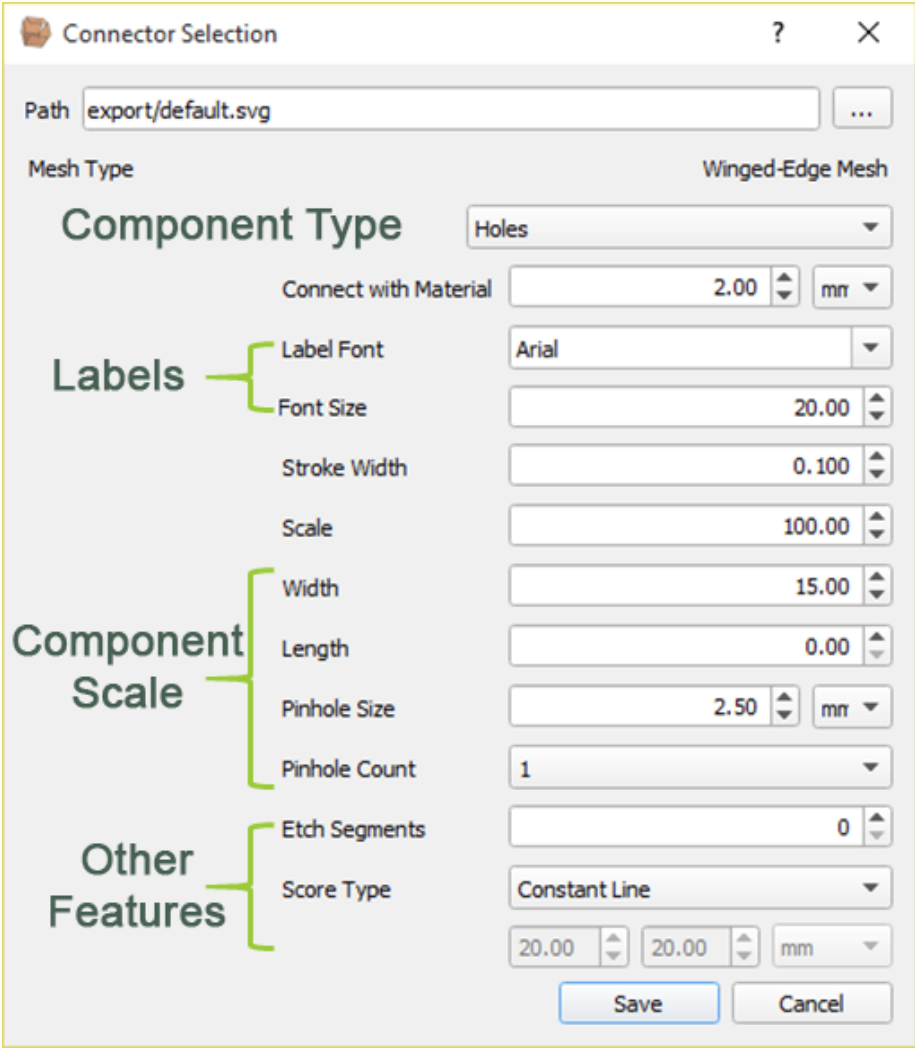 Connector Selection ?
Path export/default.svg ...
Mesh Type Winged-Edge Mesh
Component Type Holes
Connect with Material 2.00 mm
Labels
Label Font Arial
Font Size 20.00
Stroke Width 0.100
Scale 100.00
Component
Scale
Width 15.00
Length 0.00
Pinhole Size 2.50 mm
Pinhole Count 1
Other
Features
Etch Segments 0
Score Type Constant Line
20.00 20.00 mm
Save Cancel